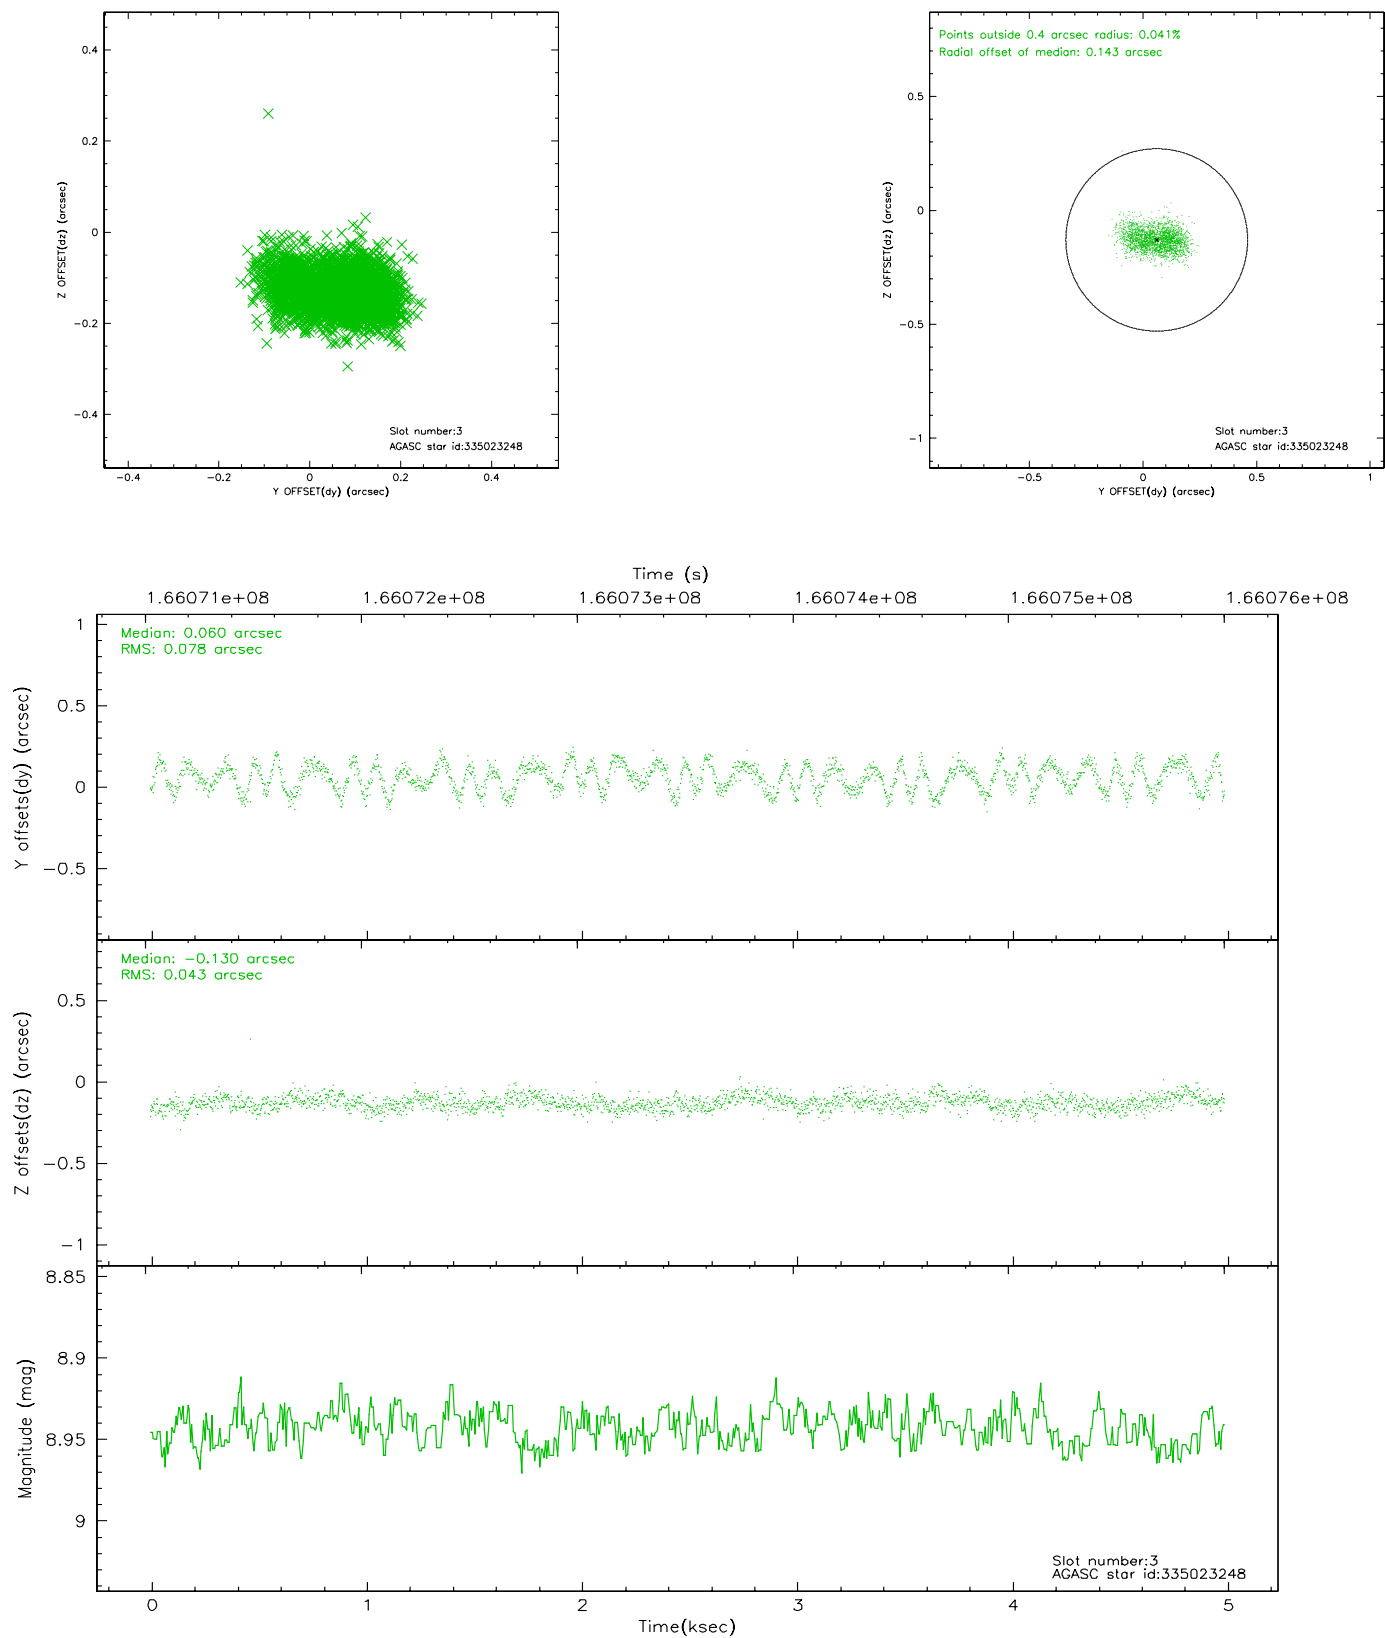 0.4
0.2
0
−0.2
−0.4
Z OFFSET(dz) (arcsec)
Slot number:3
AGASC star id:335023248
−0.4 −0.2 0 0.2 0.4
Y OFFSET(dy) (arcsec)
Points outside 0.4 arcsec radius: 0.041%
Radial offset of median: 0.143 arcsec
0.5
0
−0.5
−1
Z OFFSET(dz) (arcsec)
Slot number:3
AGASC star id:335023248
−0.5 0 0.5 1
Y OFFSET(dy) (arcsec)
Time (s)
1.66071e+08 1.66072e+08 1.66073e+08 1.66074e+08 1.66075e+08 1.66076e+08
Median: 0.060 arcsec
RMS: 0.078 arcsec
1
0.5
0
−0.5
Y offsets(dy) (arcsec)
Median: −0.130 arcsec
RMS: 0.043 arcsec
0.5
0
−0.5
−1
Z offsets(dz) (arcsec)
8.85
8.9
8.95
9
Magnitude (mag)
Slot number:3
AGASC star id:335023248
0 1 2 3 4 5
Time(ksec)